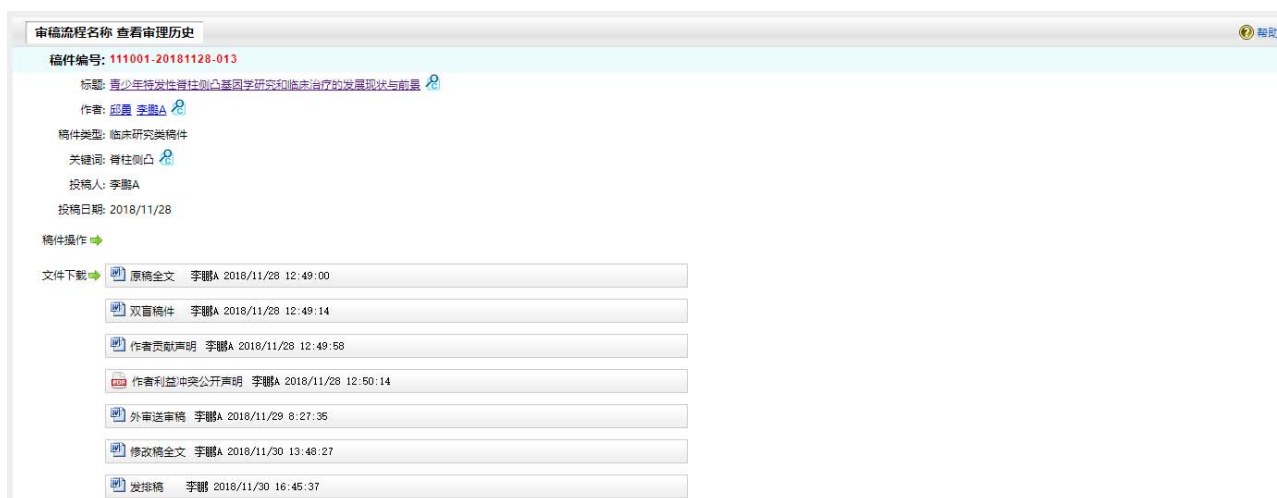 审稿流程名称 查看审理历史
帮助
稿件编号: 111001-20181128-013
标题: 青少年特发性脊柱侧凸基因学研究和临床治疗的发展现状与前景
作者: 邱勇 李鹏A
稿件类型: 临床研究类稿件
关键词: 脊柱侧凸
投稿人: 李鹏A
投稿日期: 2018/11/28
稿件操作
文件下载 原稿全文 李鹏A 2018/11/28 12:49:00
双盲稿件 李鹏A 2018/11/28 12:49:14
作者贡献声明 李鹏A 2018/11/28 12:49:58
作者利益冲突公开声明 李鹏A 2018/11/28 12:50:14
外审送审稿 李鹏A 2018/11/29 8:27:35
修改稿全文 李鹏A 2018/11/30 13:48:27
发排稿 李鹏 2018/11/30 16:45:37